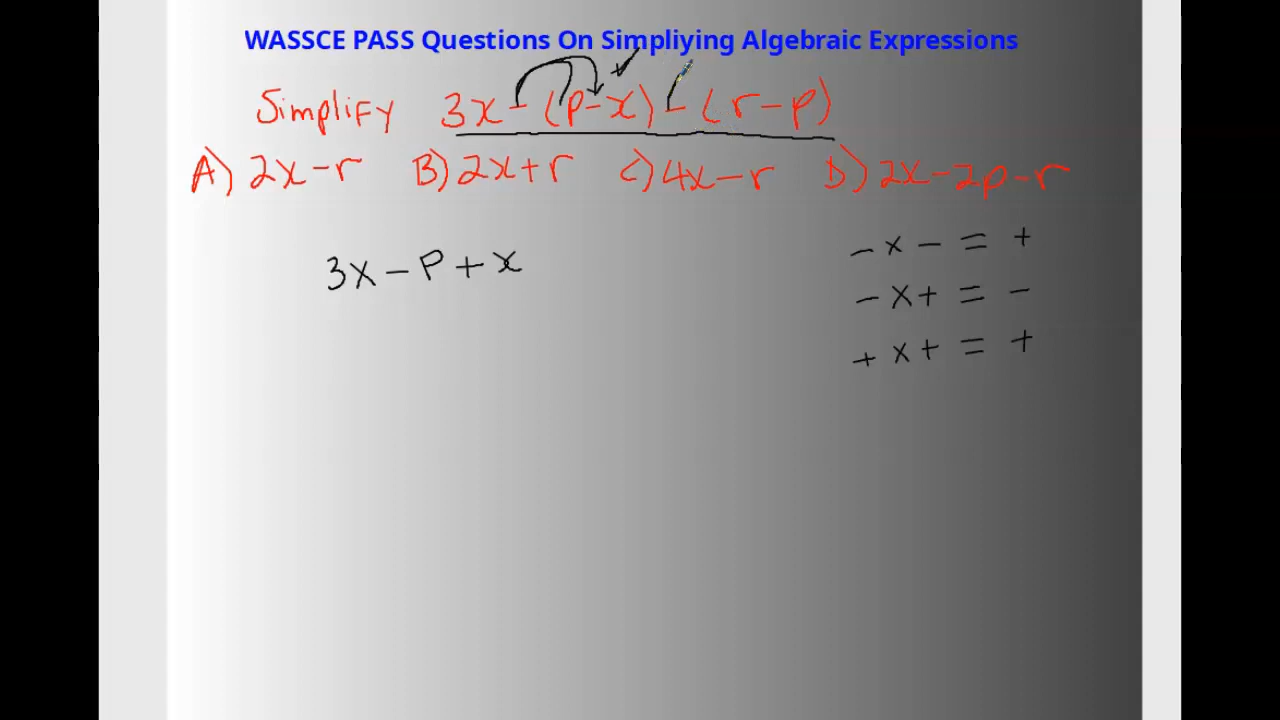 WASSCE PASS Questions On Simpliying Algebraic Expressions
Simplify 3x - (p - x) - (r - p)
A) 2x - r B) 2x + r C) 4x - r D) 2x - 2p - r
3x - p + x
- x - = +
- x + = -
+ x + = +
+